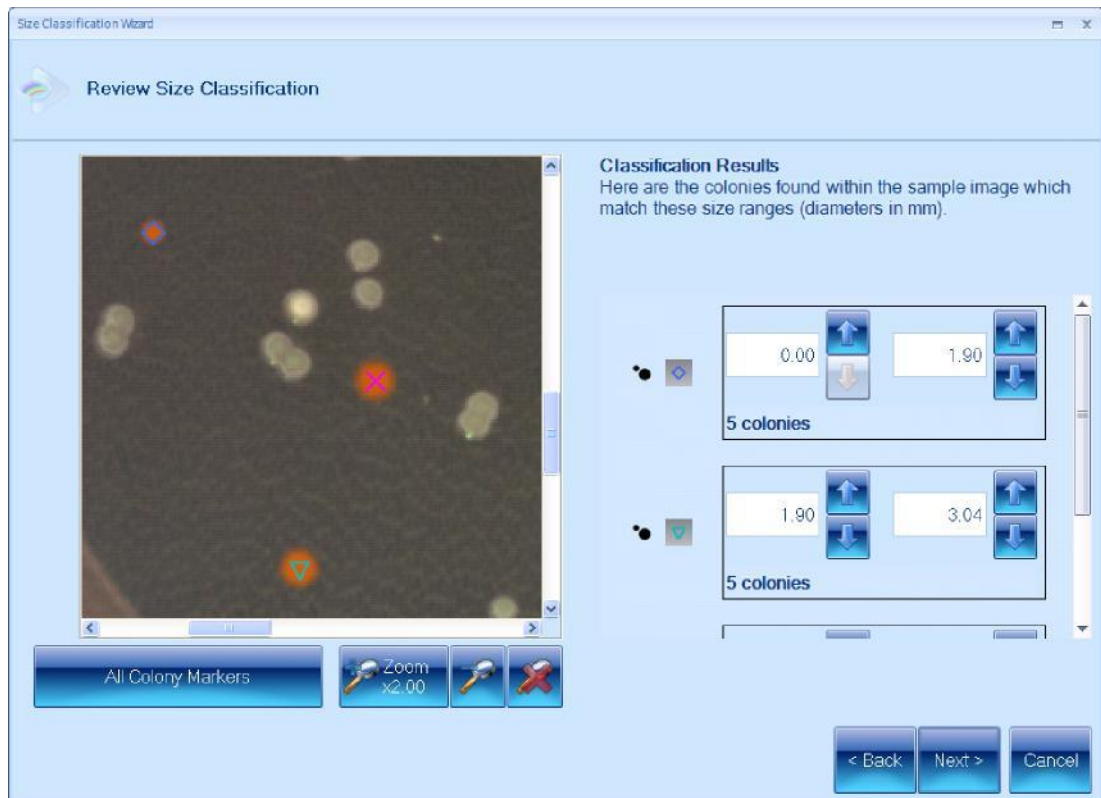 Size Classification Wizard
Review Size Classification
Classification Results
Here are the colonies found within the sample image which
match these size ranges (diameters in mm).
0.00
1.90
5 colonies
1.90
3.04
5 colonies
All Colony Markers
Zoom
x2.00
< Back
Next >
Cancel